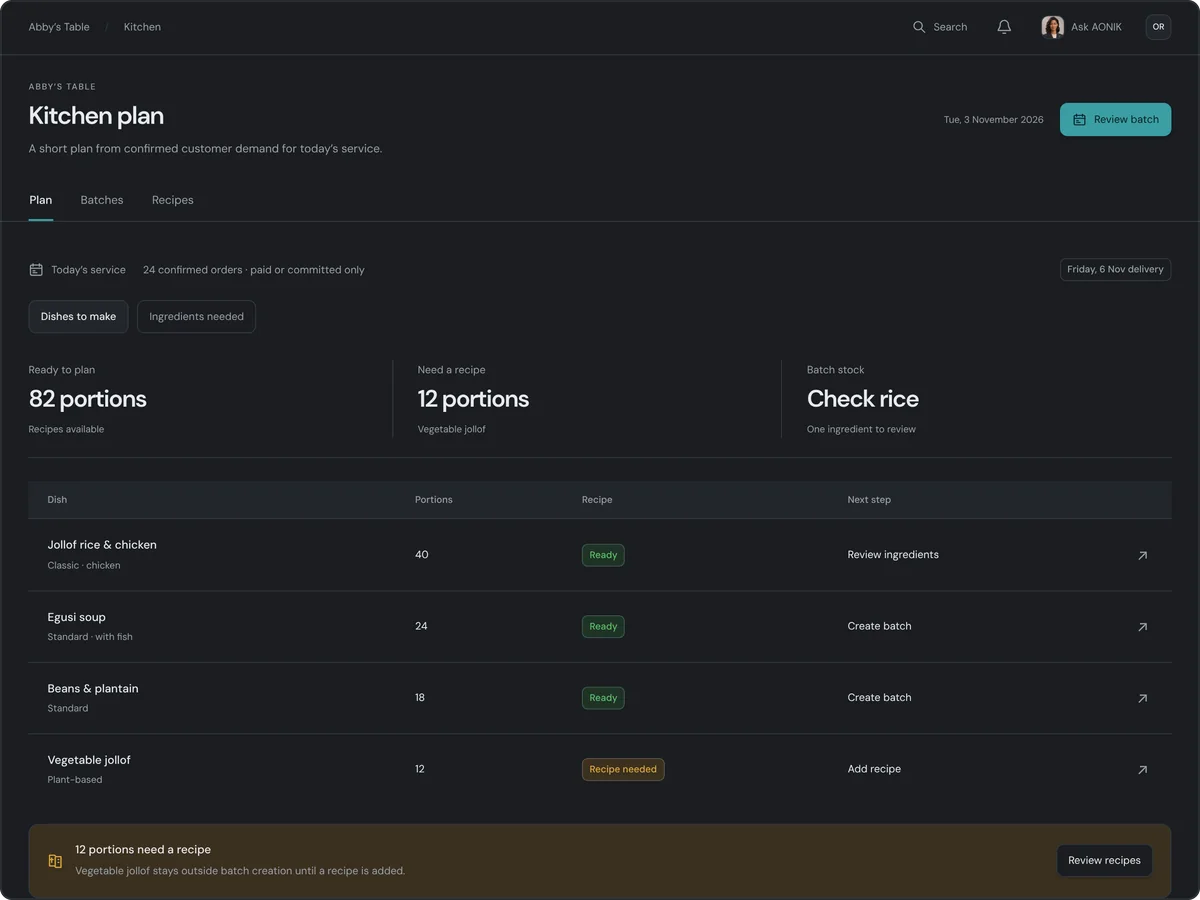 Abby's Table / Kitchen
Search
Ask AONIK
OR
ABBY'S TABLE
Kitchen plan
A short plan from confirmed customer demand for today's service.
Tue, 3 November 2026
Review batch
Plan Batches Recipes
Today's service 24 confirmed orders · paid or committed only
Friday, 6 Nov delivery
Dishes to make Ingredients needed
Ready to plan
82 portions
Recipes available
Need a recipe
12 portions
Vegetable jollof
Batch stock
Check rice
One ingredient to review
Dish Portions Recipe Next step
Jollof rice & chicken
Classic · chicken
40 Ready Review ingredients
Egusi soup
Standard · with fish
24 Ready Create batch
Beans & plantain
Standard
18 Ready Create batch
Vegetable jollof
Plant-based
12 Recipe needed Add recipe
12 portions need a recipe
Vegetable jollof stays outside batch creation until a recipe is added.
Review recipes